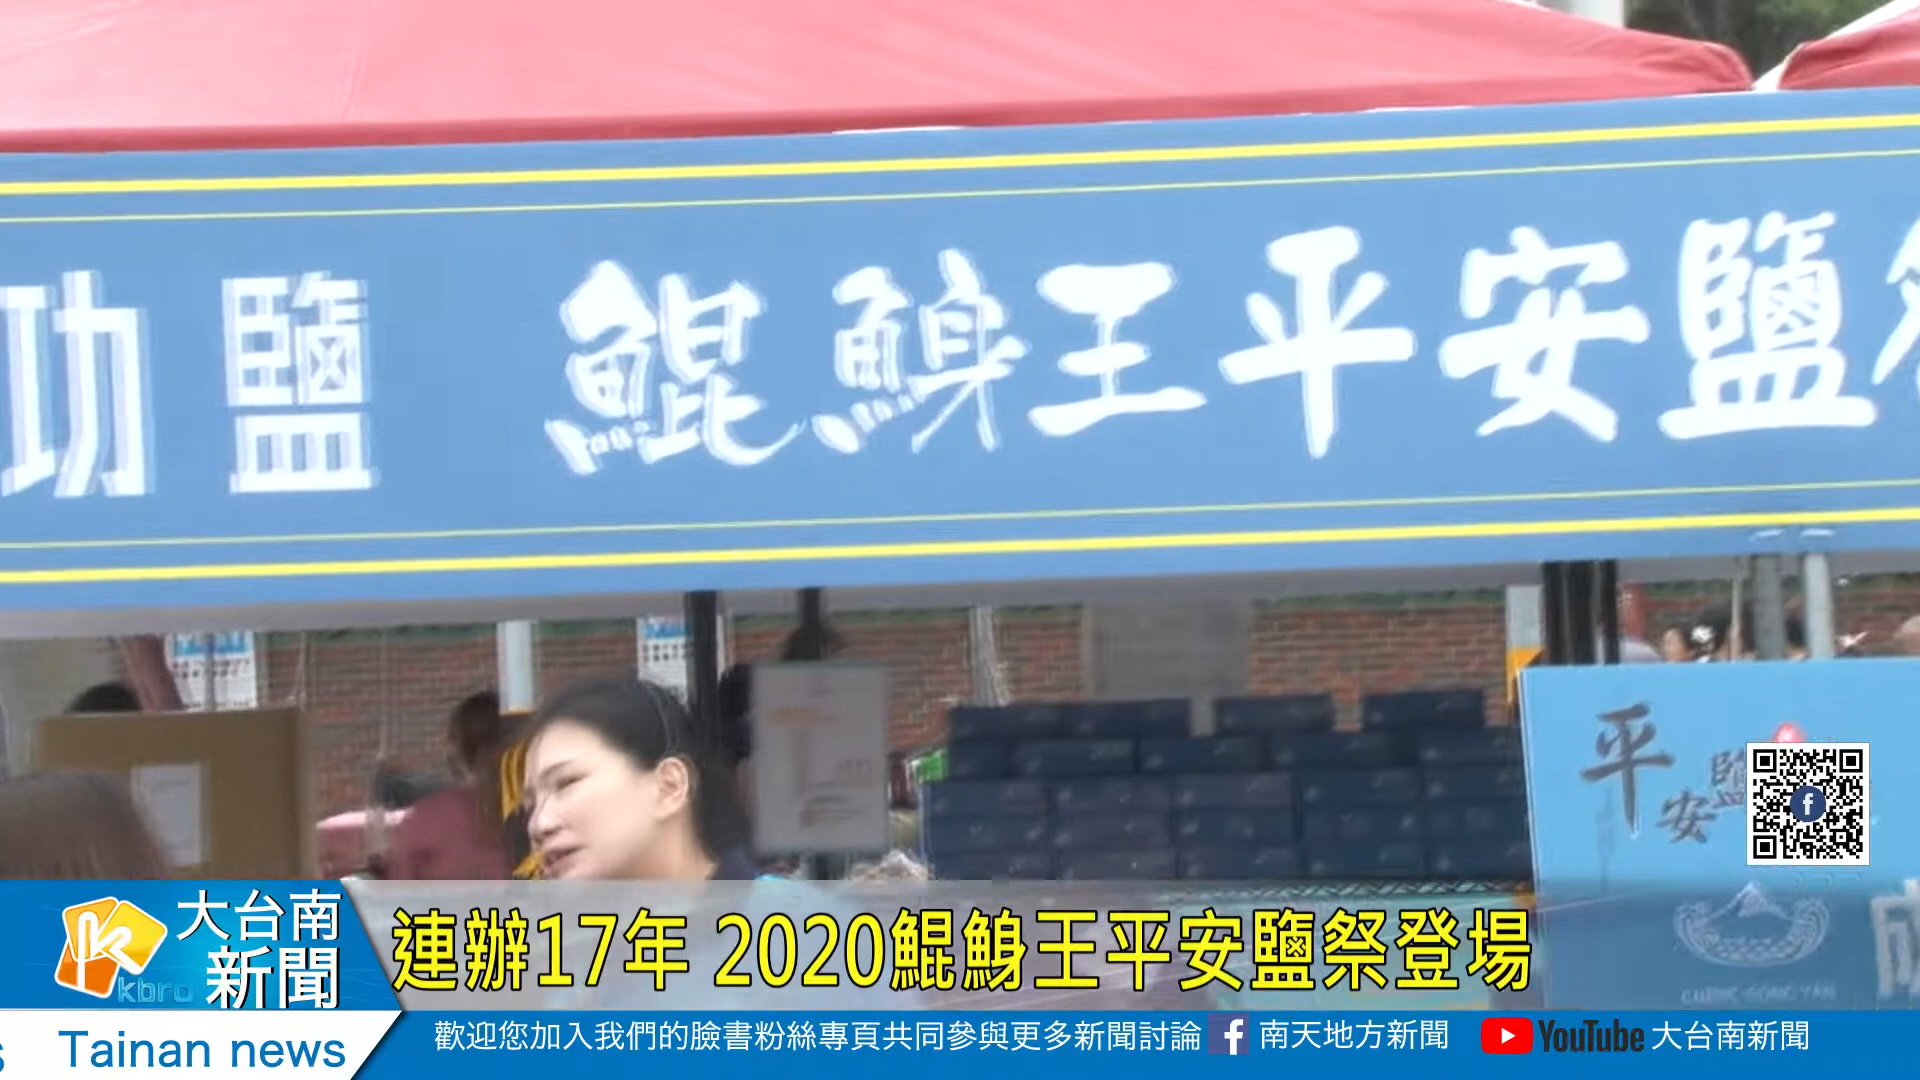 功鹽 鯤鯓王平安鹽
平安鹽
CHENG GONG YAN
大台南
新聞
kbro
連辦17年 2020鯤鯓王平安鹽祭登場
Tainan news
歡迎您加入我們的臉書粉絲專頁共同參與更多新聞討論 f 南天地方新聞 YouTube 大台南新聞